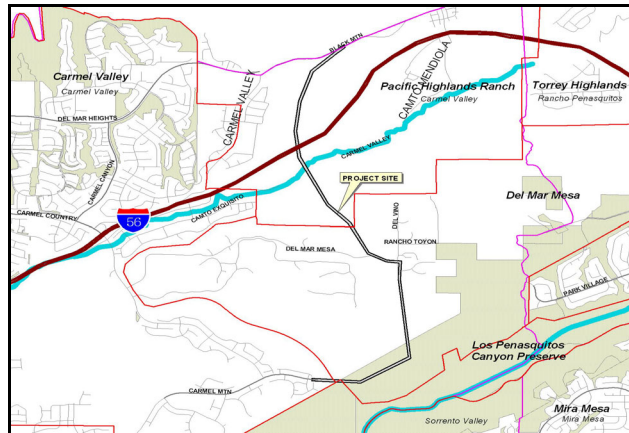 BLACK MTN
Carmel Valley
Carmel Valley
CARMEL VALLEY
CAMTO MENDIOLA
Pacific Highlands Ranch
Carmel Valley
Torrey Highlands
Rancho Penasquitos
DEL MAR HEIGHTS
CARMEL VALLEY
CARMEL CANYON
PROJECT SITE
Del Mar Mesa
CAMTO EXQUISITO
CARMEL COUNTRY
56
DEL VINO
DEL MAR MESA
RANCHO TOYON
PARK VILLAGE
Los Penasquitos
Canyon Preserve
CARMEL MTN
Sorrento Valley
Mira Mesa
Mira Mesa